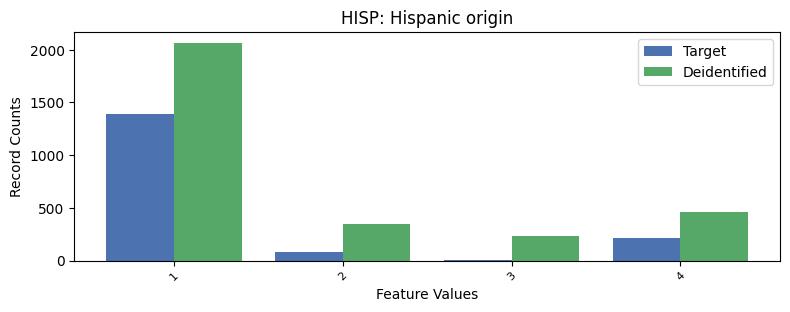 HISP: Hispanic origin
Target
Deidentified
Record Counts
2000
1500
1000
500
0
1 2 3 4
Feature Values